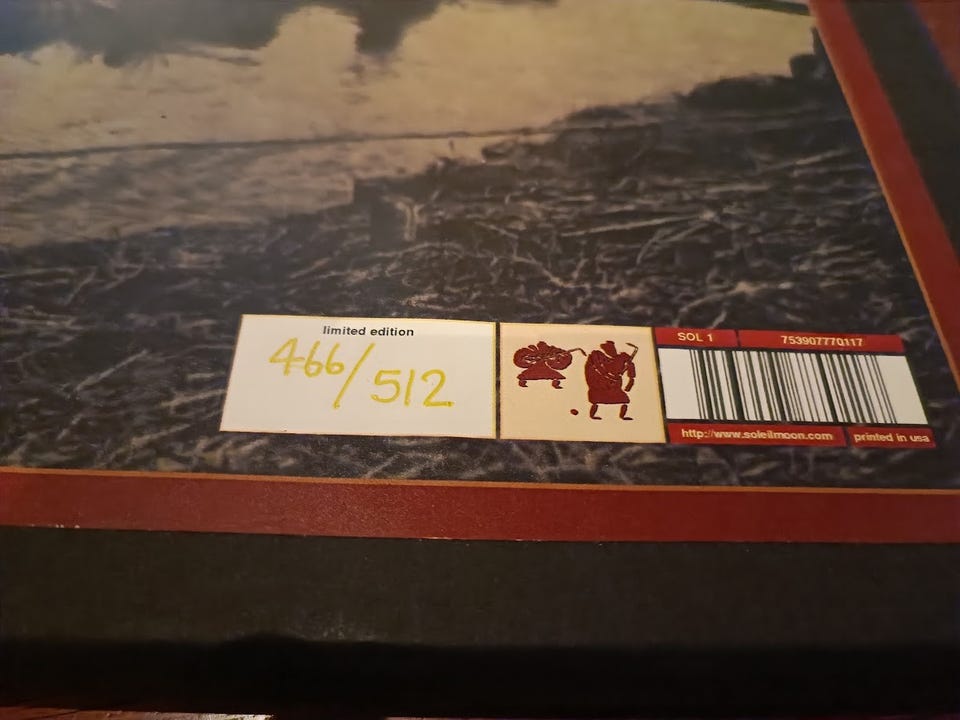 limited edition
466/512
SOL 1
753907770117
http://www.soleilmoon.com
printed in usa